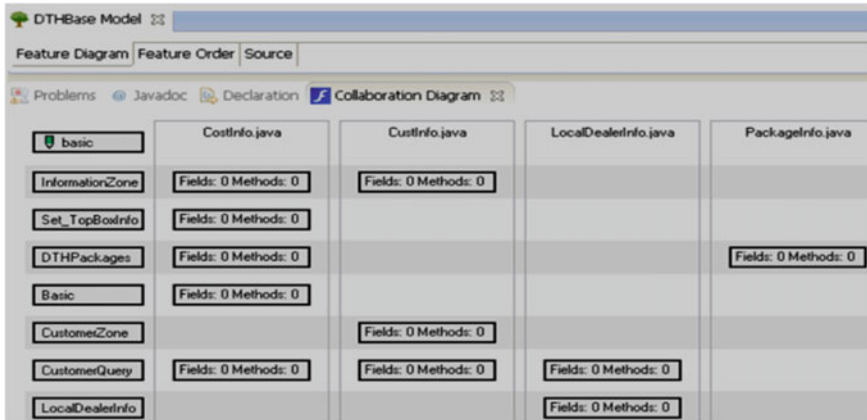 DTHBase Model
Feature Diagram Feature Order Source
Problems @ Javadoc Declaration Collaboration Diagram
basic CostInfo.java CustInfo.java LocalDealerInfo.java PackageInfo.java
InformationZone Fields: 0 Methods: 0 Fields: 0 Methods: 0
Set_TopBoxInfo Fields: 0 Methods: 0
DTHPackages Fields: 0 Methods: 0 Fields: 0 Methods: 0
Basic Fields: 0 Methods: 0
CustomerZone Fields: 0 Methods: 0
CustomerQuery Fields: 0 Methods: 0 Fields: 0 Methods: 0 Fields: 0 Methods: 0
LocalDealerInfo Fields: 0 Methods: 0